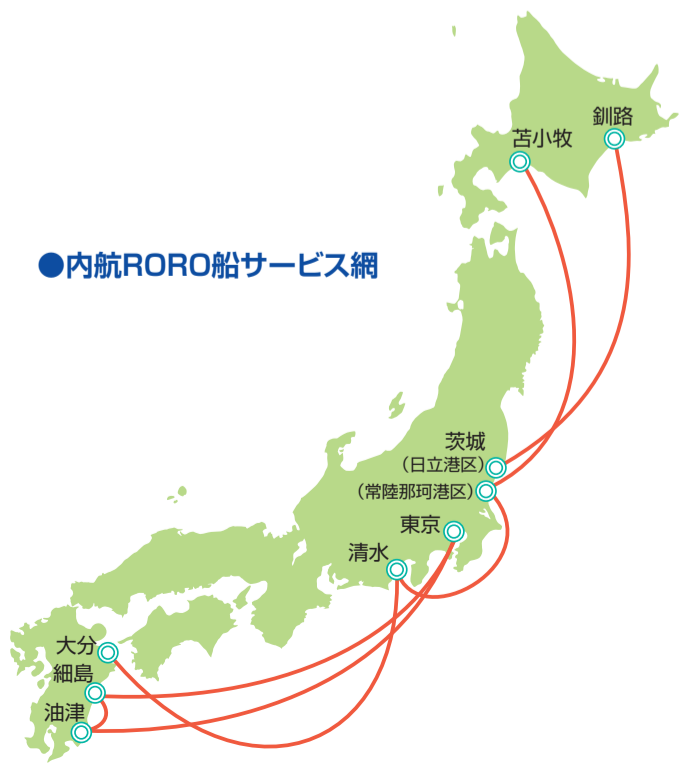 釧路
苫小牧
●内航RORO船サービス網
茨城
（日立港区）
（常陸那珂港区）
東京
清水
大分
細島
油津